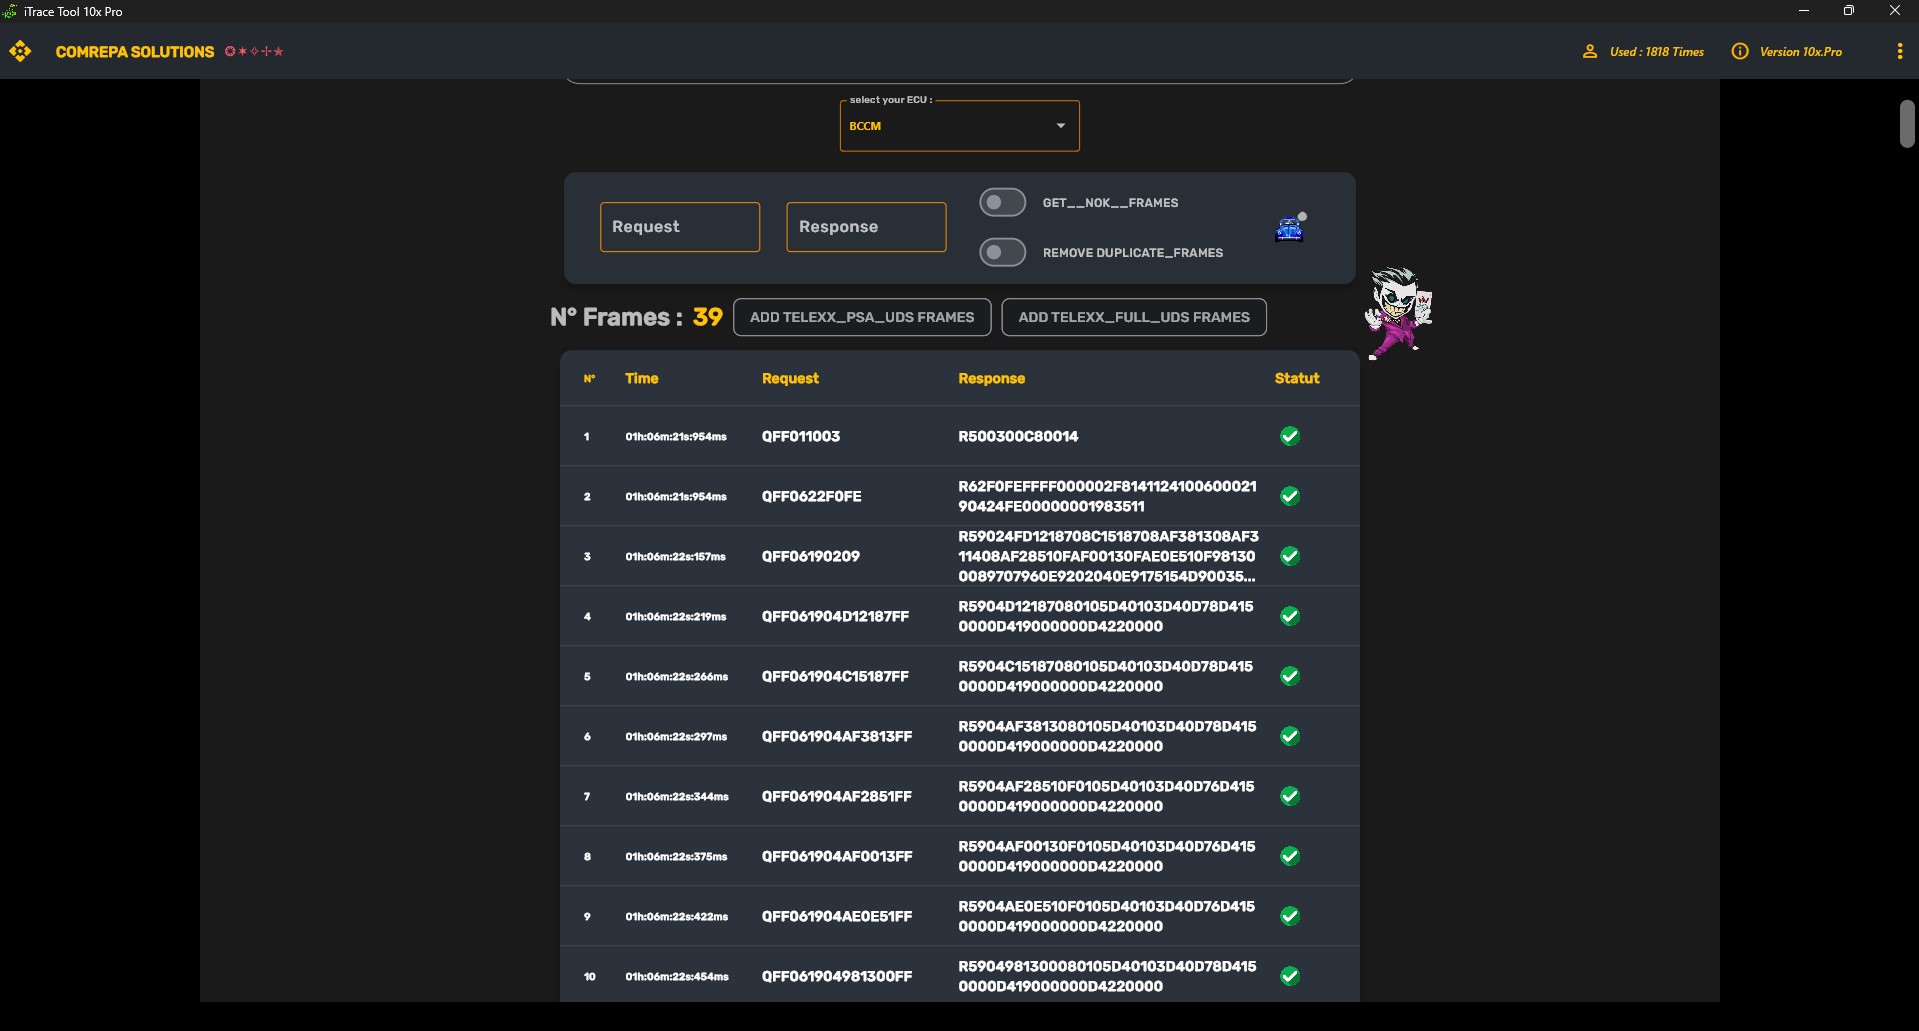 iTrace Tool 10x Pro
COMREPA SOLUTIONS
Used : 1818 Times
Version 10x.Pro
select your ECU :
BCCM
Request
Response
GET__NOK__FRAMES
REMOVE DUPLICATE_FRAMES
N° Frames : 39
ADD TELEXX_PSA_UDS FRAMES
ADD TELEXX_FULL_UDS FRAMES
N° Time Request Response Statut
1 01h:06m:21s:954ms QFF011003 R500300C80014
2 01h:06m:21s:954ms QFF0622F0FE R62F0FEFFFF000002F8141124100600021
90424FE00000001983511
3 01h:06m:22s:157ms QFF06190209 R59024FD1218708C1518708AF381308AF3
11408AF28510FAF00130FAE0E510F98130
0089707960E9202040E9175154D90035...
4 01h:06m:22s:219ms QFF061904D12187FF R5904D12187080105D40103D40D78D415
0000D419000000D4220000
5 01h:06m:22s:266ms QFF061904C15187FF R5904C15187080105D40103D40D78D415
0000D419000000D4220000
6 01h:06m:22s:297ms QFF061904AF3813FF R5904AF3813080105D40103D40D78D415
0000D419000000D4220000
7 01h:06m:22s:344ms QFF061904AF2851FF R5904AF28510F0105D40103D40D76D415
0000D419000000D4220000
8 01h:06m:22s:375ms QFF061904AF0013FF R5904AF00130F0105D40103D40D76D415
0000D419000000D4220000
9 01h:06m:22s:422ms QFF061904AE0E51FF R5904AE0E510F0105D40103D40D76D415
0000D419000000D4220000
10 01h:06m:22s:454ms QFF061904981300FF R5904981300080105D40103D40D78D415
0000D419000000D4220000